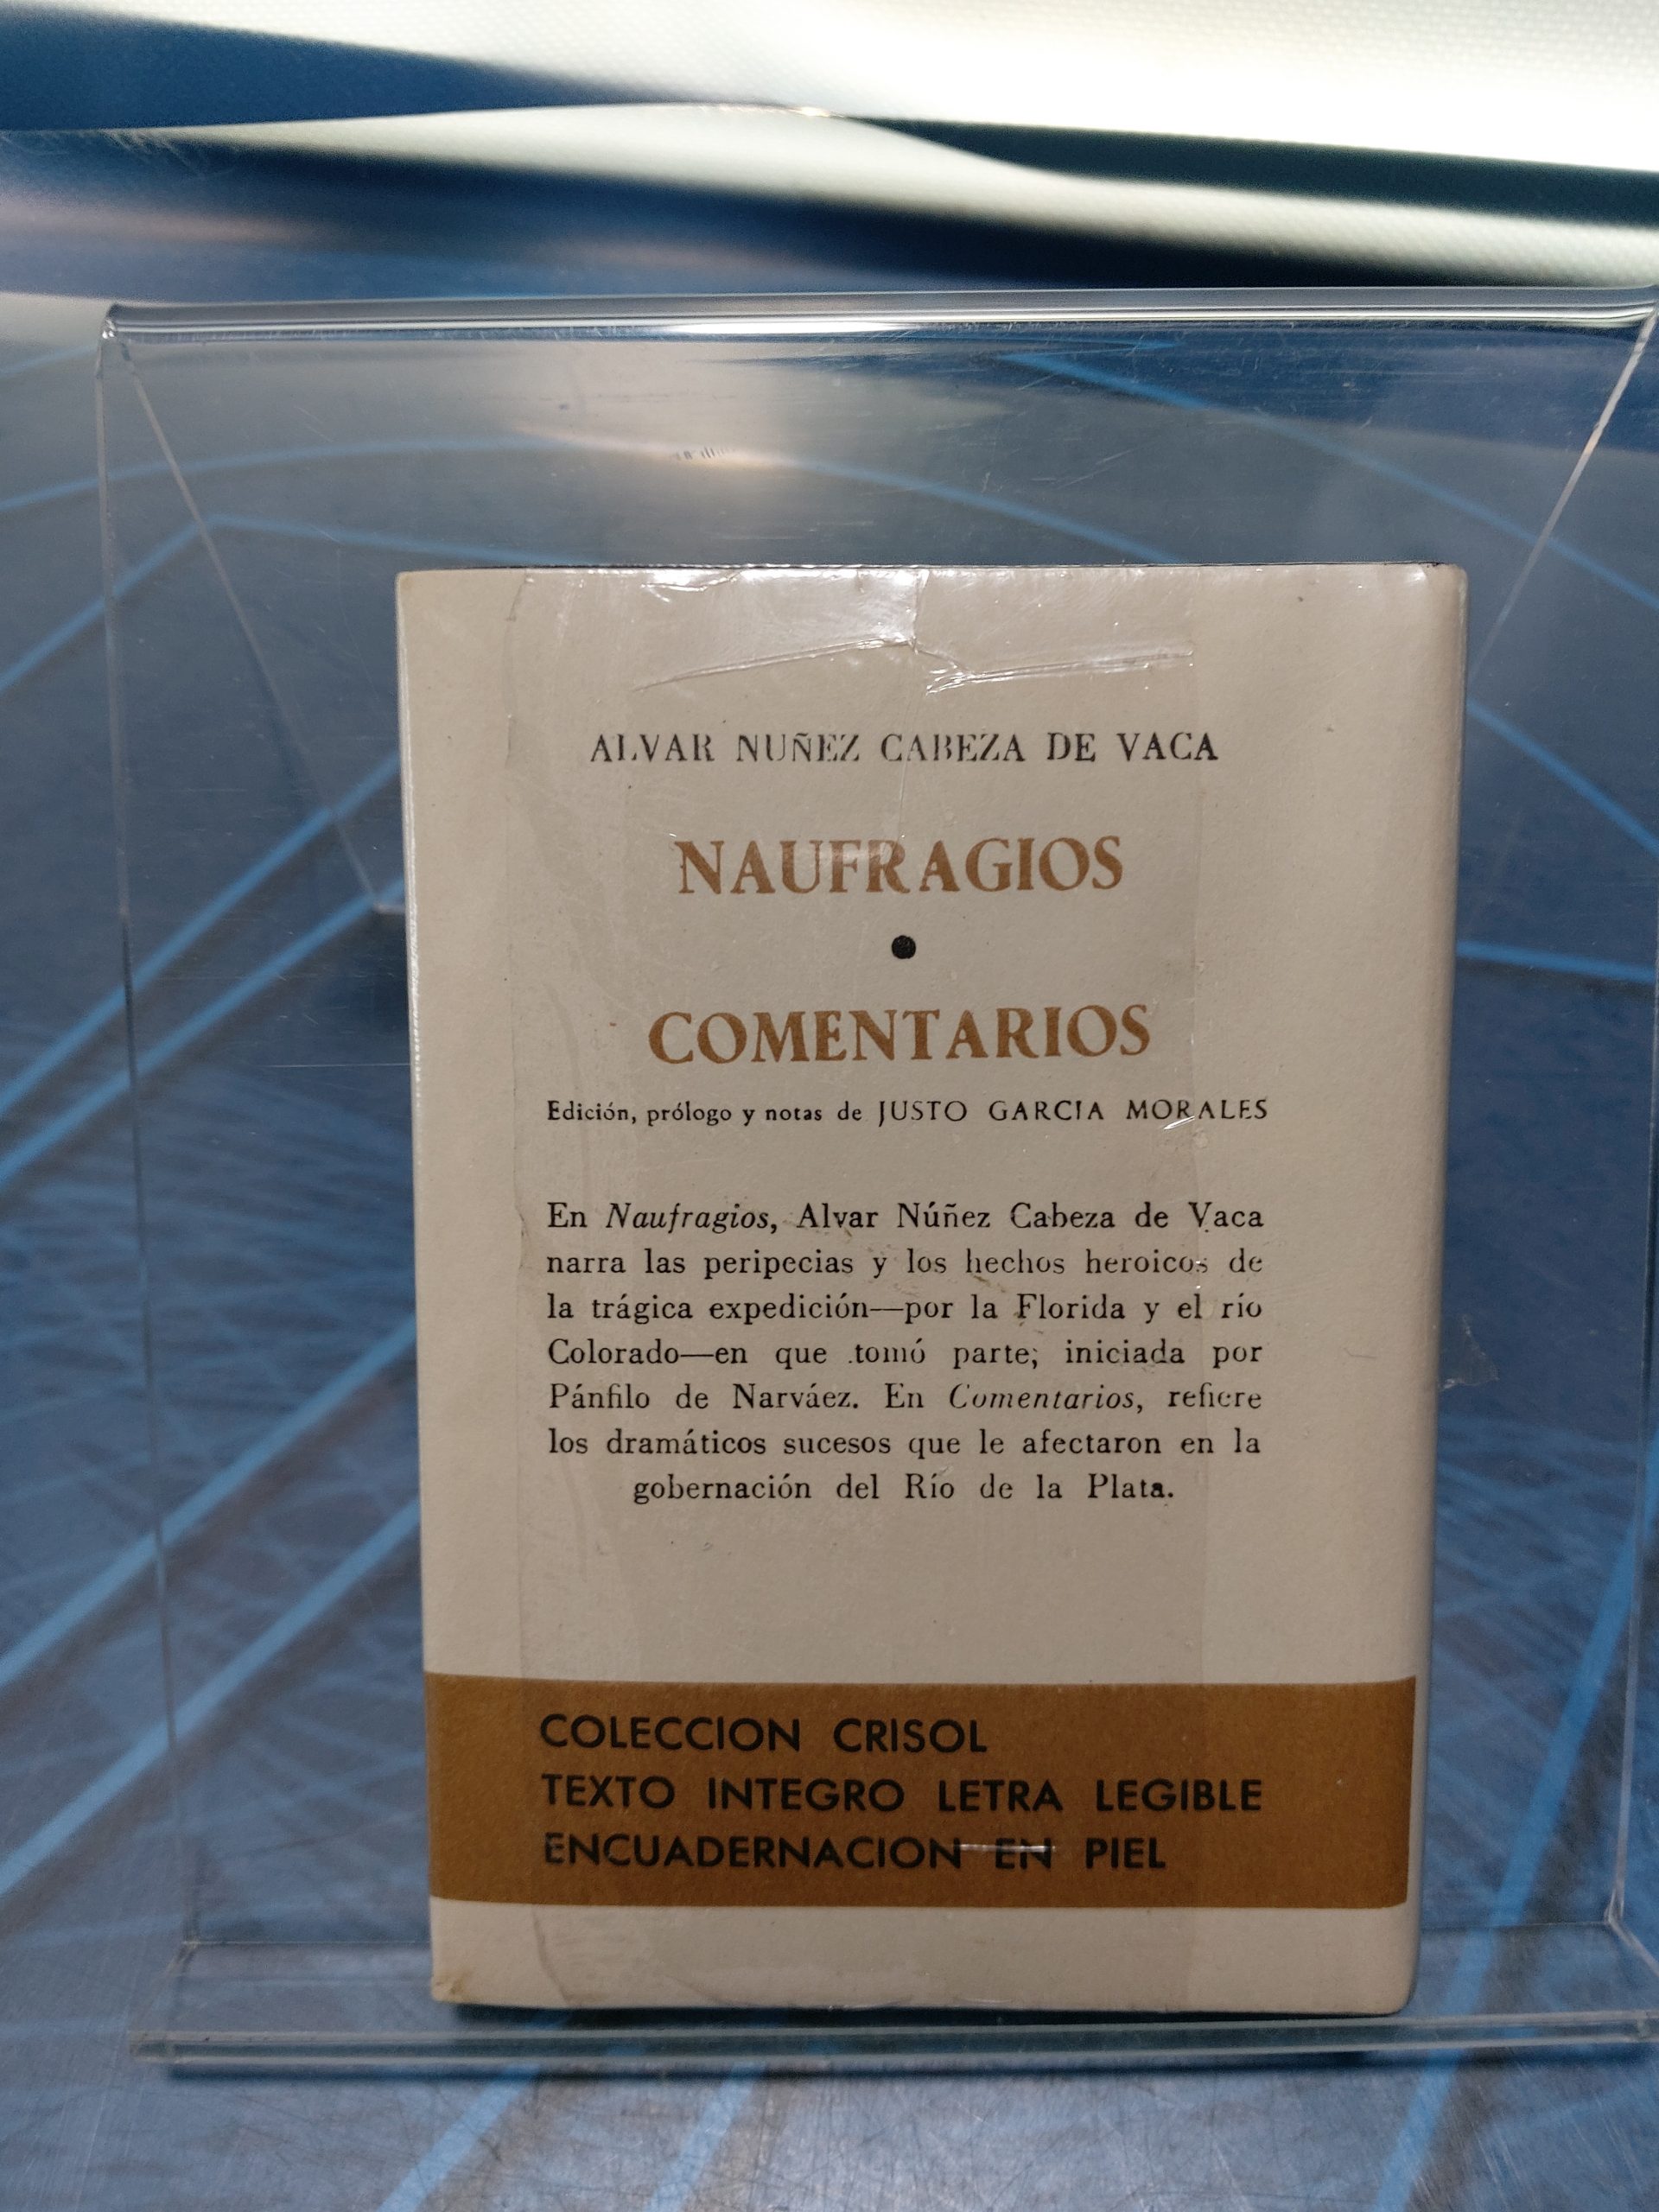 ALVAR NUÑEZ CABEZA DE VACA
NAUFRAGIOS
•
COMENTARIOS
Edición, prólogo y notas de JUSTO GARCIA MORALES
En Naufragios, Alvar Núñez Cabeza de Vaca
narra las peripecias y los hechos heroicos de
la trágica expedición—por la Florida y el río
Colorado—en que tomó parte; iniciada por
Pánfilo de Narváez. En Comentarios, refiere
los dramáticos sucesos que le afectaron en la
gobernación del Río de la Plata.
COLECCION CRISOL
TEXTO INTEGRO LETRA LEGIBLE
ENCUADERNACION EN PIEL